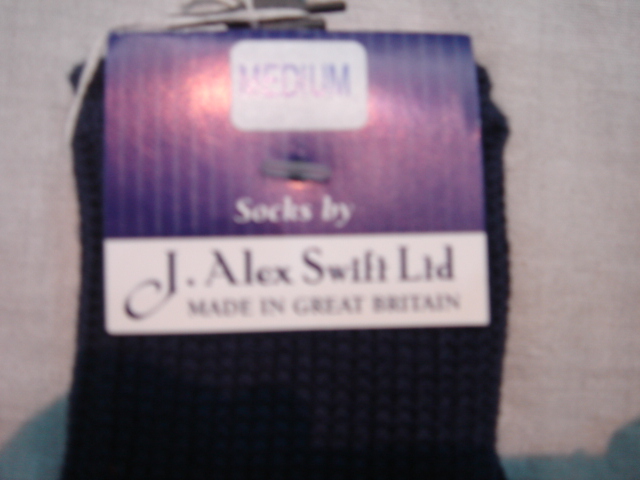 MEDIUM
Socks by
J. Alex Swift Ltd
MADE IN GREAT BRITAIN